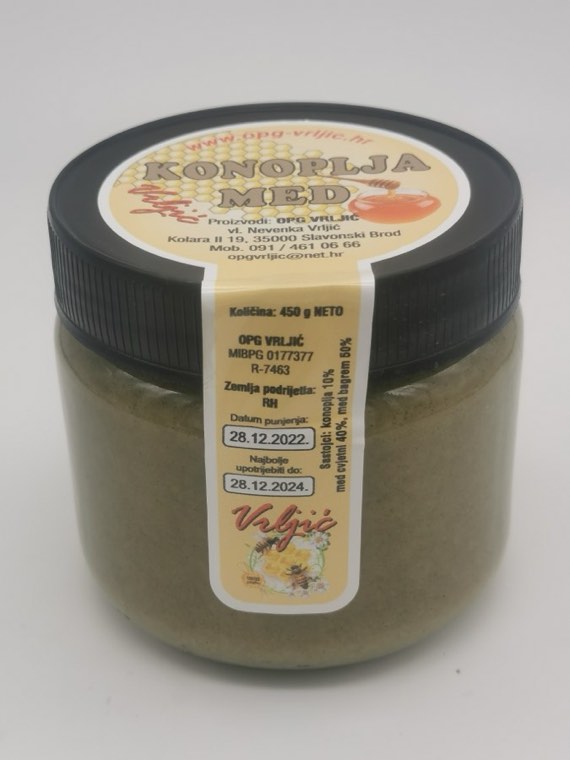 www.opg-vrljic.hr
KONOPLJA
MED
Vrljić
Proizvodi: OPG VRLJIĆ
vl. Nevenka Vrljić
Kolara II 19, 35000 Slavonski Brod
Mob. 091 / 461 06 66
opgvrljic@net.hr
Količina: 450 g NETO
OPG VRLJIĆ
MIBPG 0177377
R-7463
Zemlja podrijetla:
RH
Datum punjenja:
28.12.2022.
Najbolje
upotrijebiti do:
28.12.2024.
Sastojci: konoplja 10%
med cvjetni 40%, med bagrem 50%
Vrljić